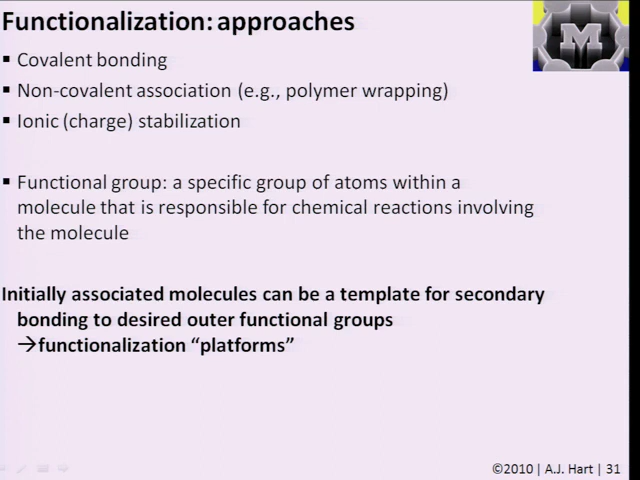 Functionalization: approaches
M
▪ Covalent bonding
▪ Non-covalent association (e.g., polymer wrapping)
▪ Ionic (charge) stabilization
▪ Functional group: a specific group of atoms within a
molecule that is responsible for chemical reactions involving
the molecule
Initially associated molecules can be a template for secondary
bonding to desired outer functional groups
→functionalization “platforms”
©2010 | A.J. Hart | 31